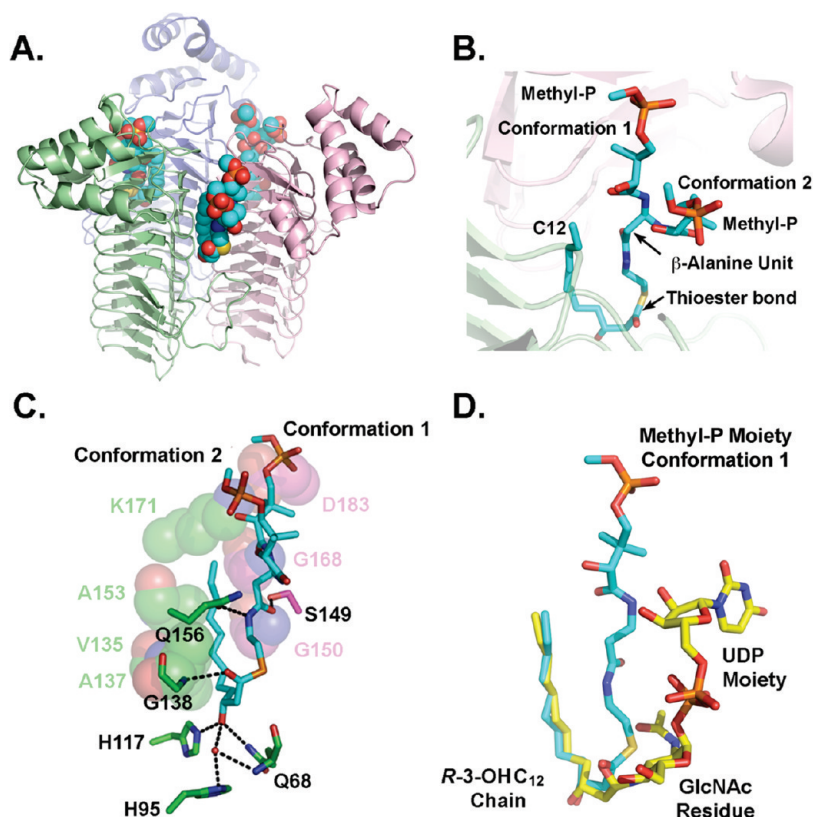 A.
B.
Methyl-P
Conformation 1
Conformation 2
C12
Methyl-P
β-Alanine Unit
Thioester bond
C.
Conformation 1
Conformation 2
K171
D183
G168
A153
S149
Q156
V135
G150
A137
G138
H117
Q68
H95
D.
Methyl-P Moiety
Conformation 1
UDP
Moiety
R-3-OHC₁₂
Chain
GlcNAc
Residue